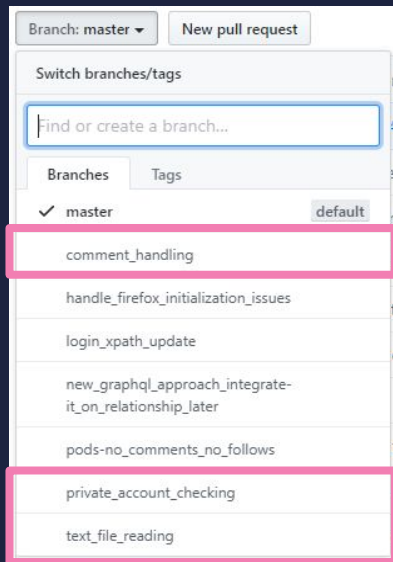 Branch: master
New pull request
Switch branches/tags
Find or create a branch...
Branches
Tags
master
default
comment_handling
handle_firefox_initialization_issues
login_xpath_update
new_graphql_approach_integrate-
it_on_relationship_later
pods-no_comments_no_follows
private_account_checking
text_file_reading